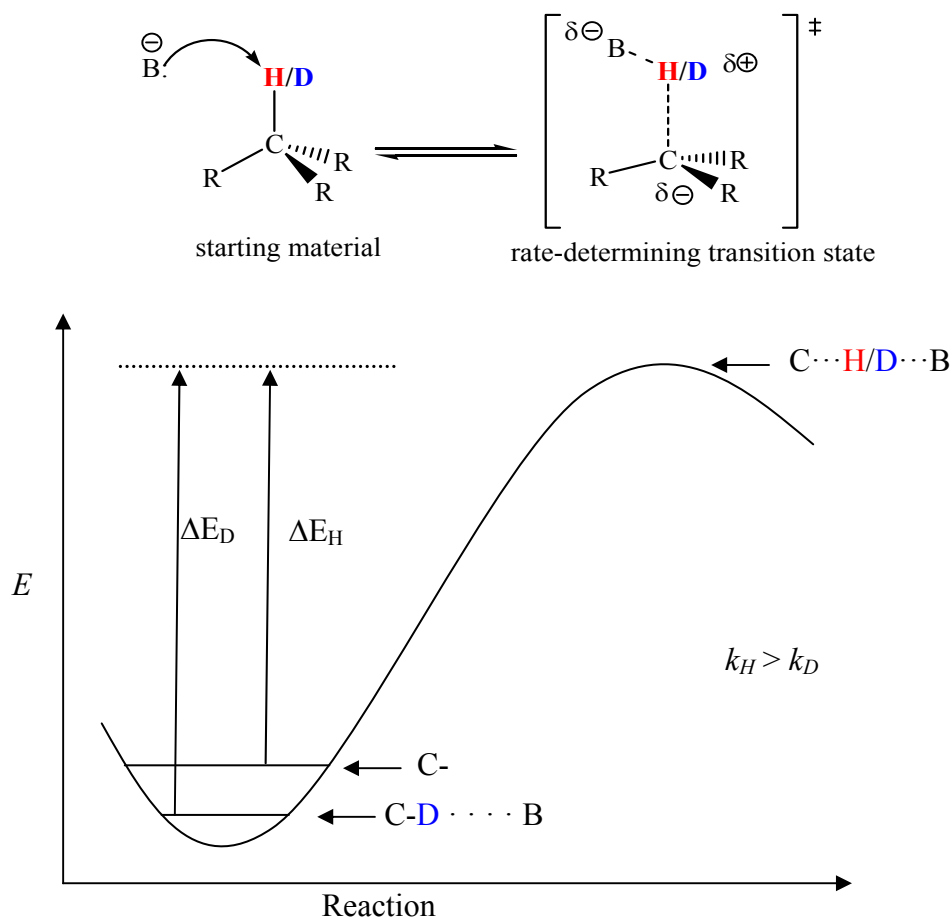 ⊖
B:
H/D
C
R
R
R
starting material
δ⊖
B
H/D
δ⊕
C
R
R
R
δ⊖
‡
rate-determining transition state
C···H/D···B
ΔE_D
ΔE_H
E
k_H > k_D
C-
C-D · · · · B
Reaction